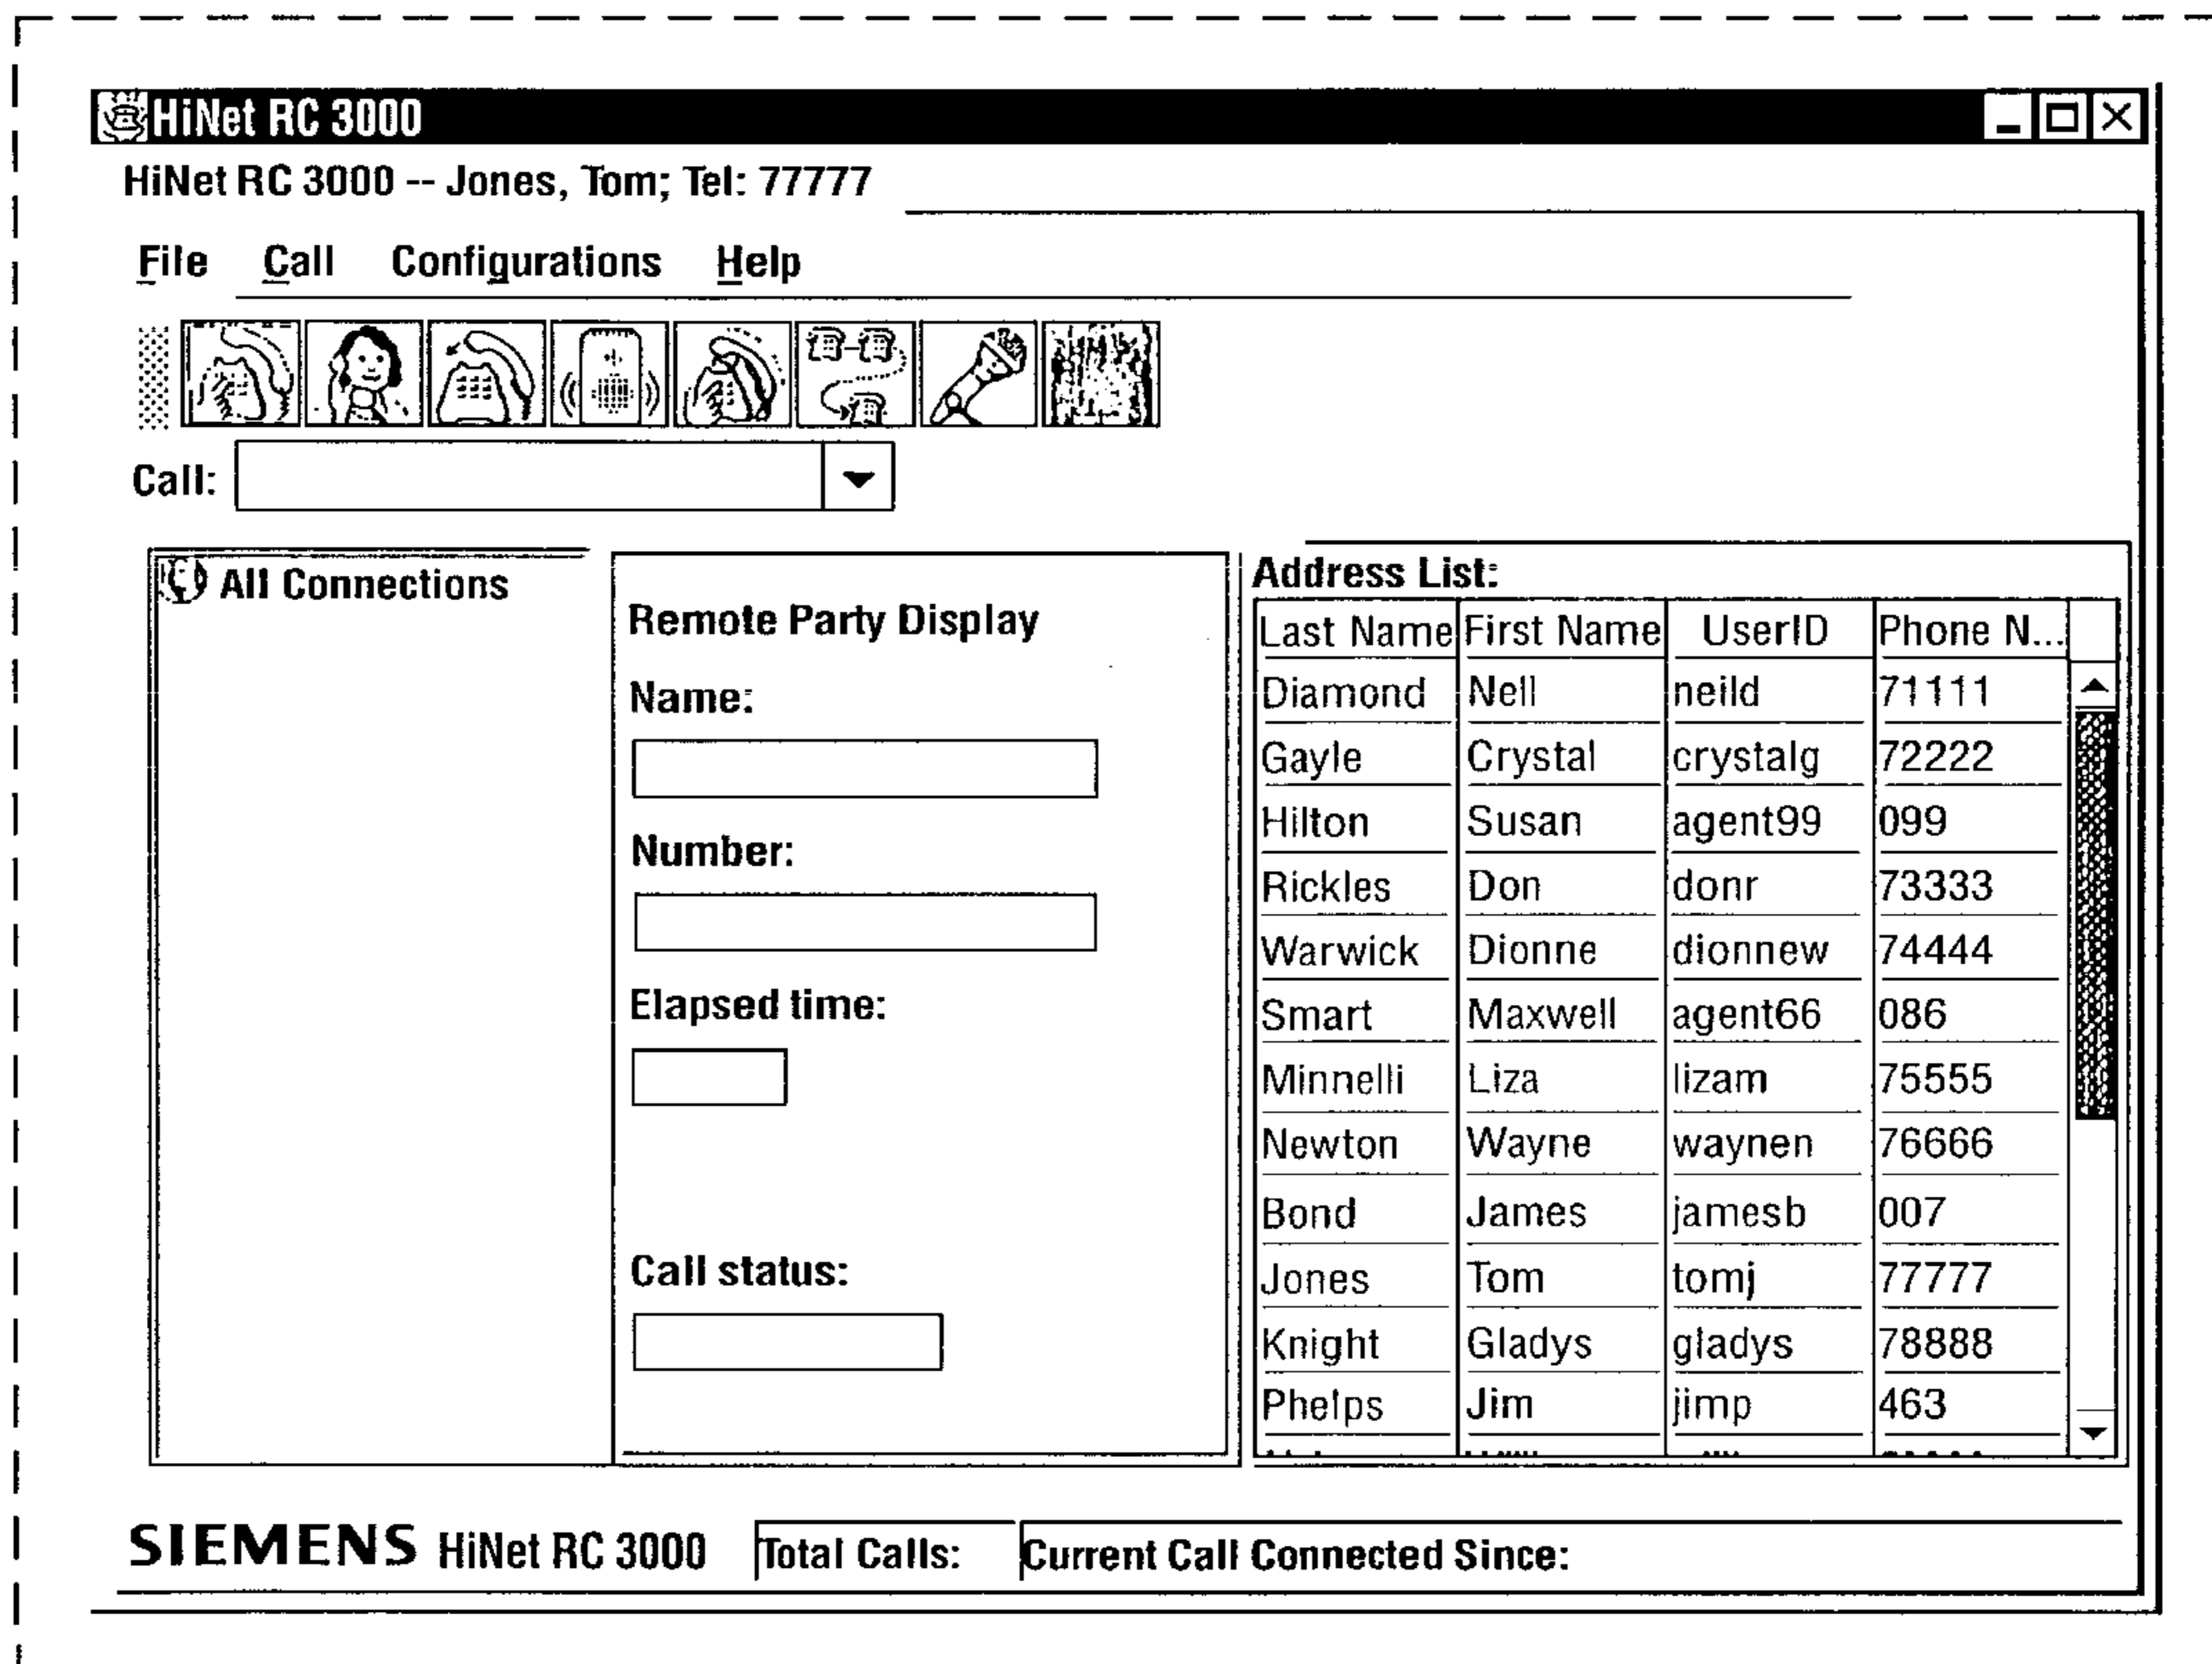 HiNet RC 3000
HiNet RC 3000 -- Jones, Tom; Tel: 77777
File Call Configurations Help
Call:
All Connections
Remote Party Display
Name:
Number:
Elapsed time:
Call status:
Address List:
Last Name First Name UserID Phone N...
Diamond Nell neild 71111
Gayle Crystal crystalg 72222
Hilton Susan agent99 099
Rickles Don donr 73333
Warwick Dionne dionnew 74444
Smart Maxwell agent66 086
Minnelli Liza lizam 75555
Newton Wayne waynen 76666
Bond James jamesb 007
Jones Tom tomj 77777
Knight Gladys gladys 78888
Phelps Jim jimp 463
SIEMENS HiNet RC 3000 Total Calls: Current Call Connected Since: